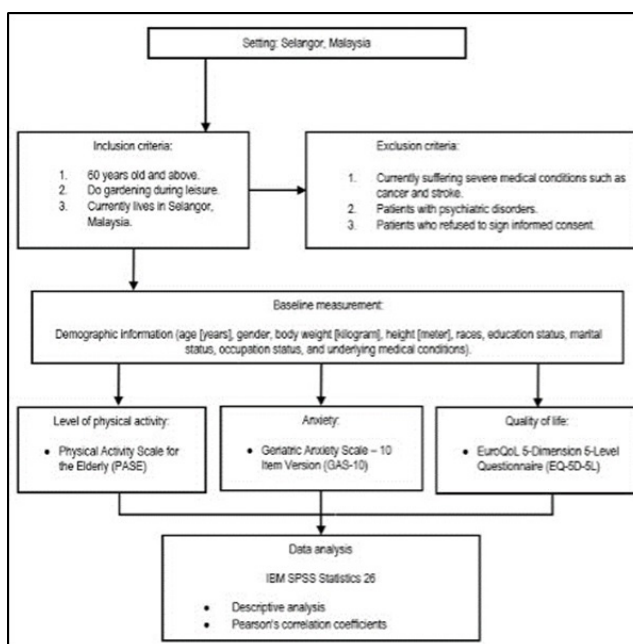 Setting: Selangor, Malaysia
Inclusion criteria:
1. 60 years old and above.
2. Do gardening during leisure.
3. Currently lives in Selangor,
Malaysia.
Exclusion criteria:
1. Currently suffering severe medical conditions such as
cancer and stroke.
2. Patients with psychiatric disorders.
3. Patients who refused to sign informed consent.
Baseline measurement:
Demographic information (age [years], gender, body weight [kilogram], height [meter], races, education status, marital
status, occupation status, and underlying medical conditions).
Level of physical activity:
• Physical Activity Scale for
the Elderly (PASE)
Anxiety:
• Geriatric Anxiety Scale – 10
Item Version (GAS-10)
Quality of life:
• EuroQoL 5-Dimension 5-Level
Questionnaire (EQ-5D-5L)
Data analysis
IBM SPSS Statistics 26
• Descriptive analysis
• Pearson's correlation coefficients